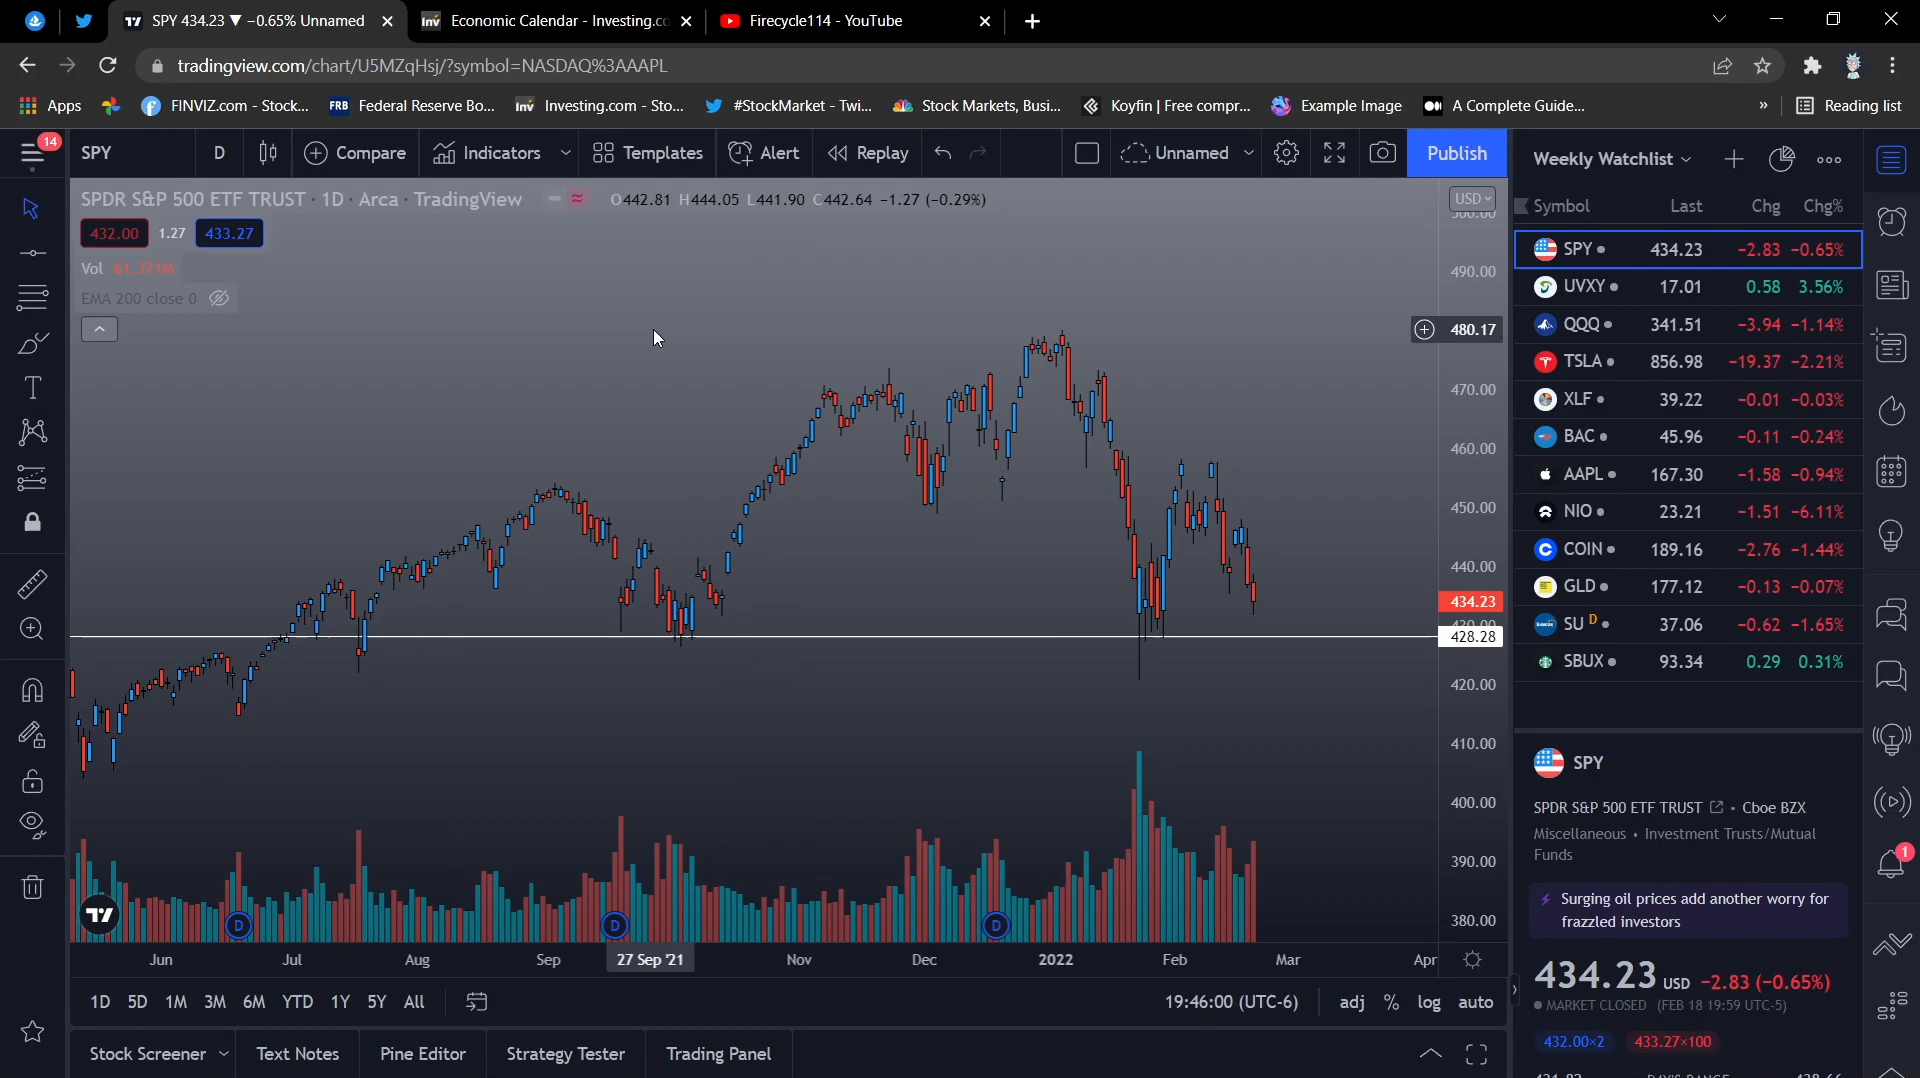 SPY 434.23 ▼ −0.65% Unnamed
Economic Calendar - Investing.co
Firecycle114 - YouTube
tradingview.com/chart/U5MZqHsj/?symbol=NASDAQ%3AAAPL
Apps
FINVIZ.com - Stock...
FRB Federal Reserve Bo...
Inv Investing.com - Sto...
#StockMarket - Twi...
Stock Markets, Busi...
Koyfin | Free compr...
Example Image
A Complete Guide...
»
Reading list
14
SPY
D
Compare
Indicators
Templates
Alert
Replay
Unnamed
Publish
SPDR S&P 500 ETF TRUST · 1D · Arca · TradingView
O442.81 H444.05 L441.90 C442.64 −1.27 (−0.29%)
432.00 1.27 433.27
Vol 61.371M
EMA 200 close 0
USD
490.00
480.17
470.00
460.00
450.00
440.00
434.23
428.28
420.00
410.00
400.00
390.00
380.00
D
D
D
Jun
Jul
Aug
Sep
27 Sep '21
Nov
Dec
2022
Feb
Mar
Apr
1D 5D 1M 3M 6M YTD 1Y 5Y All
19:46:00 (UTC-6)
adj % log auto
Stock Screener
Text Notes
Pine Editor
Strategy Tester
Trading Panel
Weekly Watchlist
Symbol Last Chg Chg%
SPY 434.23 −2.83 −0.65%
UVXY 17.01 0.58 3.56%
QQQ 341.51 −3.94 −1.14%
TSLA 856.98 −19.37 −2.21%
XLF 39.22 −0.01 −0.03%
BAC 45.96 −0.11 −0.24%
AAPL 167.30 −1.58 −0.94%
NIO 23.21 −1.51 −6.11%
COIN 189.16 −2.76 −1.44%
GLD 177.12 −0.13 −0.07%
SU D 37.06 −0.62 −1.65%
SBUX 93.34 0.29 0.31%
SPY
SPDR S&P 500 ETF TRUST • Cboe BZX
Miscellaneous • Investment Trusts/Mutual
Funds
1
Surging oil prices add another worry for
frazzled investors
434.23 USD −2.83 (−0.65%)
MARKET CLOSED (FEB 18 19:59 UTC-5)
432.00×2 433.27×100